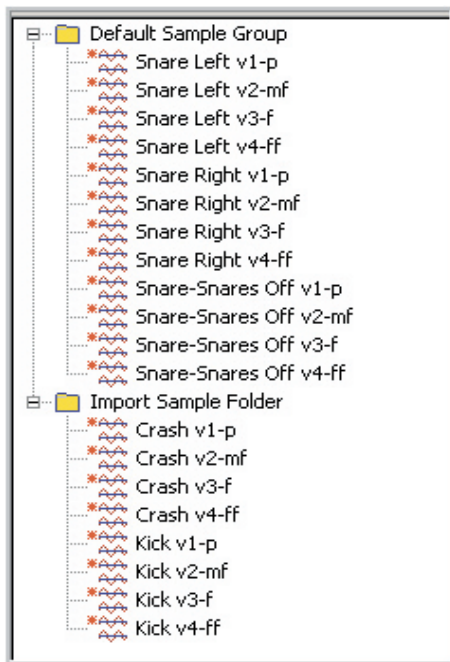 Default Sample Group
Snare Left v1-p
Snare Left v2-mf
Snare Left v3-f
Snare Left v4-ff
Snare Right v1-p
Snare Right v2-mf
Snare Right v3-f
Snare Right v4-ff
Snare-Snares Off v1-p
Snare-Snares Off v2-mf
Snare-Snares Off v3-f
Snare-Snares Off v4-ff
Import Sample Folder
Crash v1-p
Crash v2-mf
Crash v3-f
Crash v4-ff
Kick v1-p
Kick v2-mf
Kick v3-f
Kick v4-ff